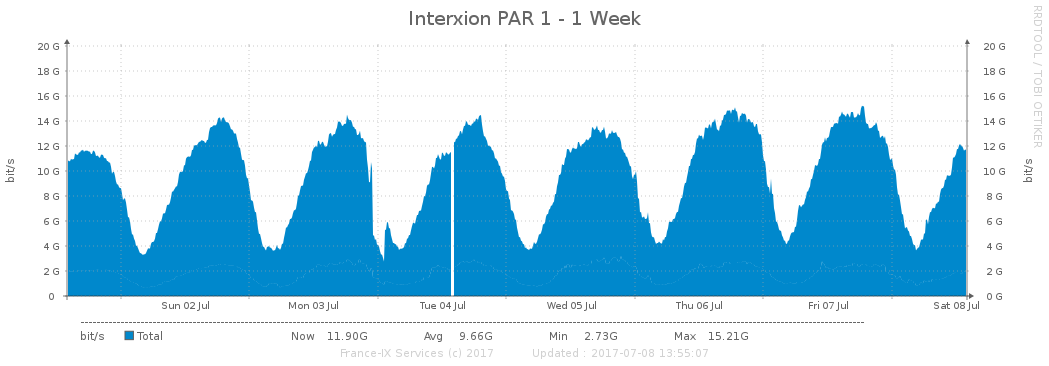 Interxion PAR 1 - 1 Week
RRDTOOL / TOBI OETIKER
20 G 20 G
18 G 18 G
16 G 16 G
14 G 14 G
12 G 12 G
10 G 10 G
8 G 8 G
6 G 6 G
4 G 4 G
2 G 2 G
0 0 G
bit/s
bit/s
Sun 02 Jul Mon 03 Jul Tue 04 Jul Wed 05 Jul Thu 06 Jul Fri 07 Jul Sat 08 Jul
bit/s Total Now 11.90G Avg 9.66G Min 2.73G Max 15.21G
France-IX Services (c) 2017 Updated : 2017-07-08 13:55:07